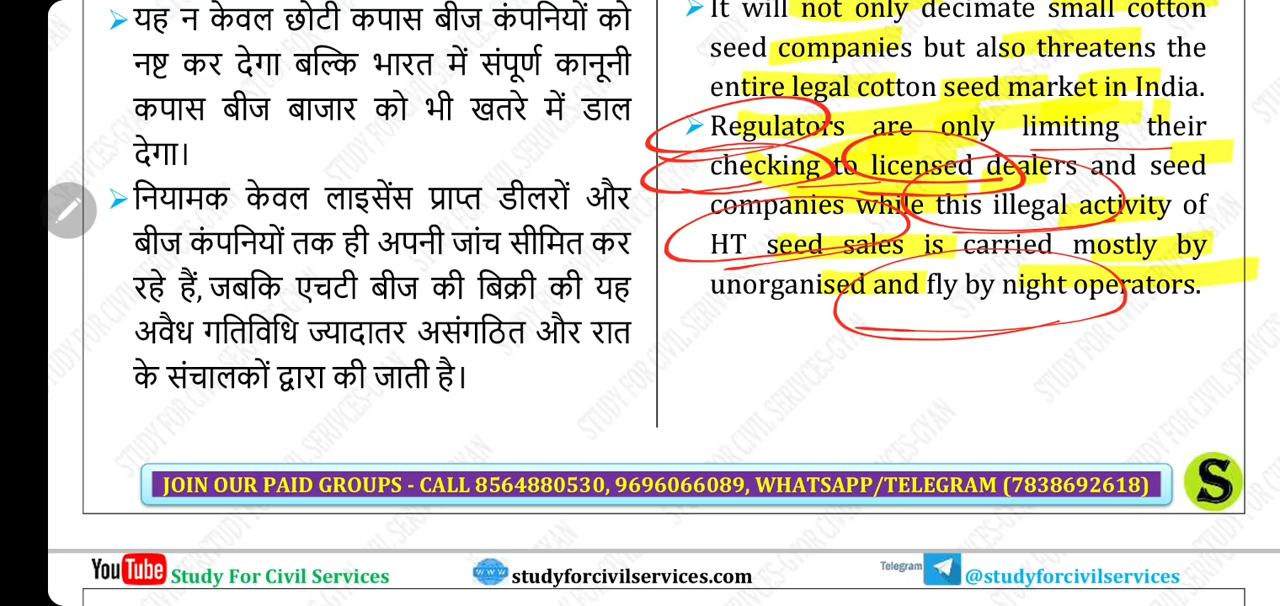 यह न केवल छोटी कपास बीज कंपनियों को
नष्ट कर देगा बल्कि भारत में संपूर्ण कानूनी
कपास बीज बाजार को भी खतरे में डाल
देगा।
नियामक केवल लाइसेंस प्राप्त डीलरों और
बीज कंपनियों तक ही अपनी जांच सीमित कर
रहे हैं, जबकि एचटी बीज की बिक्री की यह
अवैध गतिविधि ज्यादातर असंगठित और रात
के संचालकों द्वारा की जाती है।
It will not only decimate small cotton
seed companies but also threatens the
entire legal cotton seed market in India.
Regulators are only limiting their
checking to licensed dealers and seed
companies while this illegal activity of
HT seed sales is carried mostly by
unorganised and fly by night operators.
JOIN OUR PAID GROUPS - CALL 8564880530, 9696066089, WHATSAPP/TELEGRAM (7838692618)
S
YouTube Study For Civil Services
www studyforcivilservices.com
Telegram @studyforcivilservices